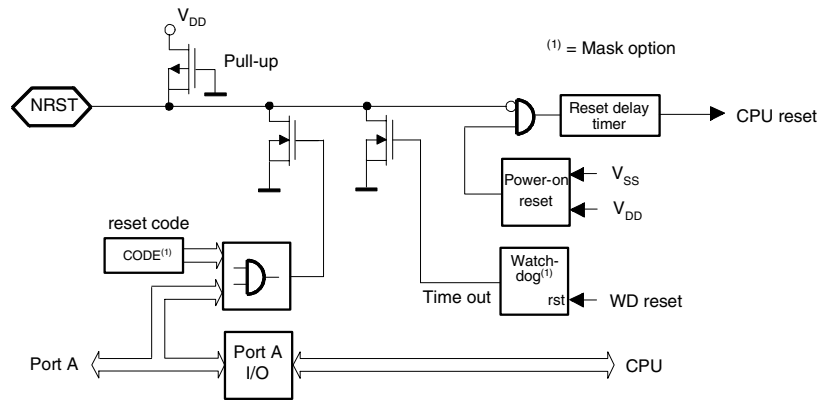 VDD
Pull-up
(1) = Mask option
NRST
Reset delay
timer
CPU reset
Power-on
reset
VSS
VDD
reset code
CODE(1)
Watch-
dog(1)
rst
Time out
WD reset
Port A
Port A
I/O
CPU